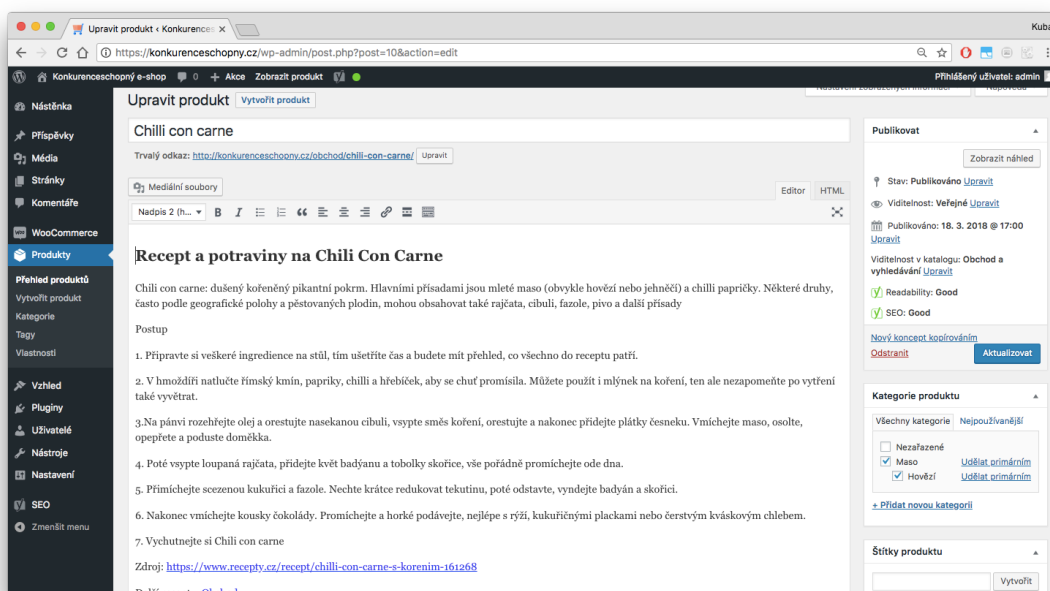 Upravit produkt ‹ Konkurences
Kuba
https://konkurenceschopny.cz/wp-admin/post.php?post=10&action=edit
Konkurenceschopný e-shop 0 + Akce Zobrazit produkt
Přihlášený uživatel: admin
Nástěnka
Příspěvky
Média
Stránky
Komentáře
WooCommerce
Produkty
Přehled produktů
Vytvořit produkt
Kategorie
Tagy
Vlastnosti
Vzhled
Pluginy
Uživatelé
Nástroje
Nastavení
SEO
Zmenšit menu
Nastavení zobrazených informací
Nápověda
Upravit produkt Vytvořit produkt
Chilli con carne
Trvalý odkaz: http://konkurenceschopny.cz/obchod/chili-con-carne/ Upravit
Mediální soubory
Editor HTML
Nadpis 2 (h...
Recept a potraviny na Chili Con Carne
Chili con carne: dušený kořeněný pikantní pokrm. Hlavními přísadami jsou mleté maso (obvykle hovězí nebo jehněčí) a chilli papričky. Některé druhy,
často podle geografické polohy a pěstovaných plodin, mohou obsahovat také rajčata, cibuli, fazole, pivo a další přísady
Postup
1. Připravte si veškeré ingredience na stůl, tím ušetříte čas a budete mít přehled, co všechno do receptu patří.
2. V hmoždíři natlučte římský kmín, papriky, chilli a hřebíček, aby se chuť promísila. Můžete použít i mlýnek na koření, ten ale nezapomeňte po vytření
také vyvětrat.
3.Na pánvi rozehřejte olej a orestujte nasekanou cibuli, vsypte směs koření, orestujte a nakonec přidejte plátky česneku. Vmíchejte maso, osolte,
opepřete a poduste doměkka.
4. Poté vsypte loupaná rajčata, přidejte květ badýanu a tobolky skořice, vše pořádně promíchejte ode dna.
5. Přimíchejte scezenou kukuřici a fazole. Nechte krátce redukovat tekutinu, poté odstavte, vyndejte badyán a skořici.
6. Nakonec vmíchejte kousky čokolády. Promíchejte a horké podávejte, nejlépe s rýží, kukuřičnými plackami nebo čerstvým kváskovým chlebem.
7. Vychutnejte si Chili con carne
Zdroj: https://www.recepty.cz/recept/chilli-con-carne-s-korenim-161268
Publikovat
Zobrazit náhled
Stav: Publikováno Upravit
Viditelnost: Veřejné Upravit
Publikováno: 18. 3. 2018 @ 17:00
Upravit
Viditelnost v katalogu: Obchod a
vyhledávání Upravit
Readability: Good
SEO: Good
Nový koncept kopírováním
Odstranit Aktualizovat
Kategorie produktu
Všechny kategorie Nejpoužívanější
Nezařazené
Maso Udělat primárním
Hovězí Udělat primárním
+ Přidat novou kategorii
Štítky produktu
Vytvořit